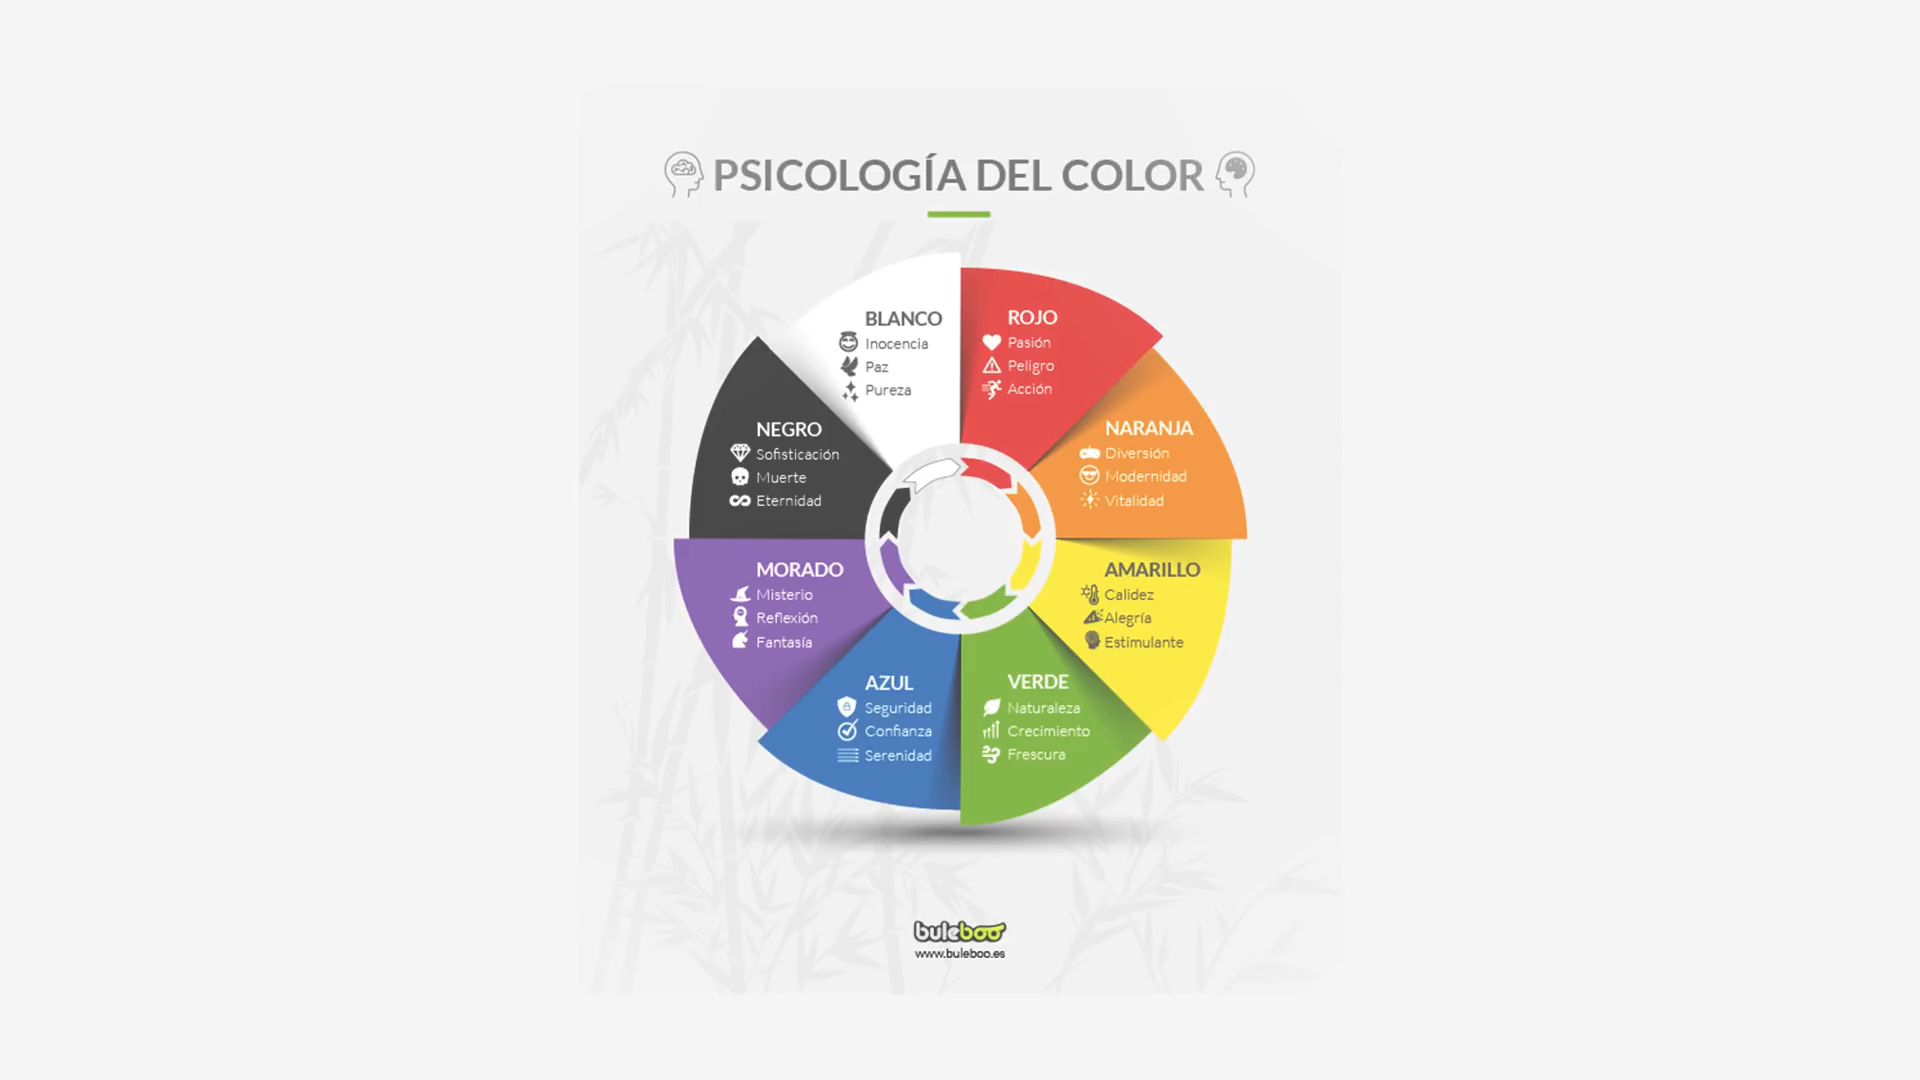 PSICOLOGÍA DEL COLOR
BLANCO
Inocencia
Paz
Pureza
ROJO
Pasión
Peligro
Acción
NARANJA
Diversión
Modernidad
Vitalidad
AMARILLO
Calidez
Alegría
Estimulante
VERDE
Naturaleza
Crecimiento
Frescura
AZUL
Seguridad
Confianza
Serenidad
MORADO
Misterio
Reflexión
Fantasía
NEGRO
Sofisticación
Muerte
Eternidad
buleboo
www.buleboo.es